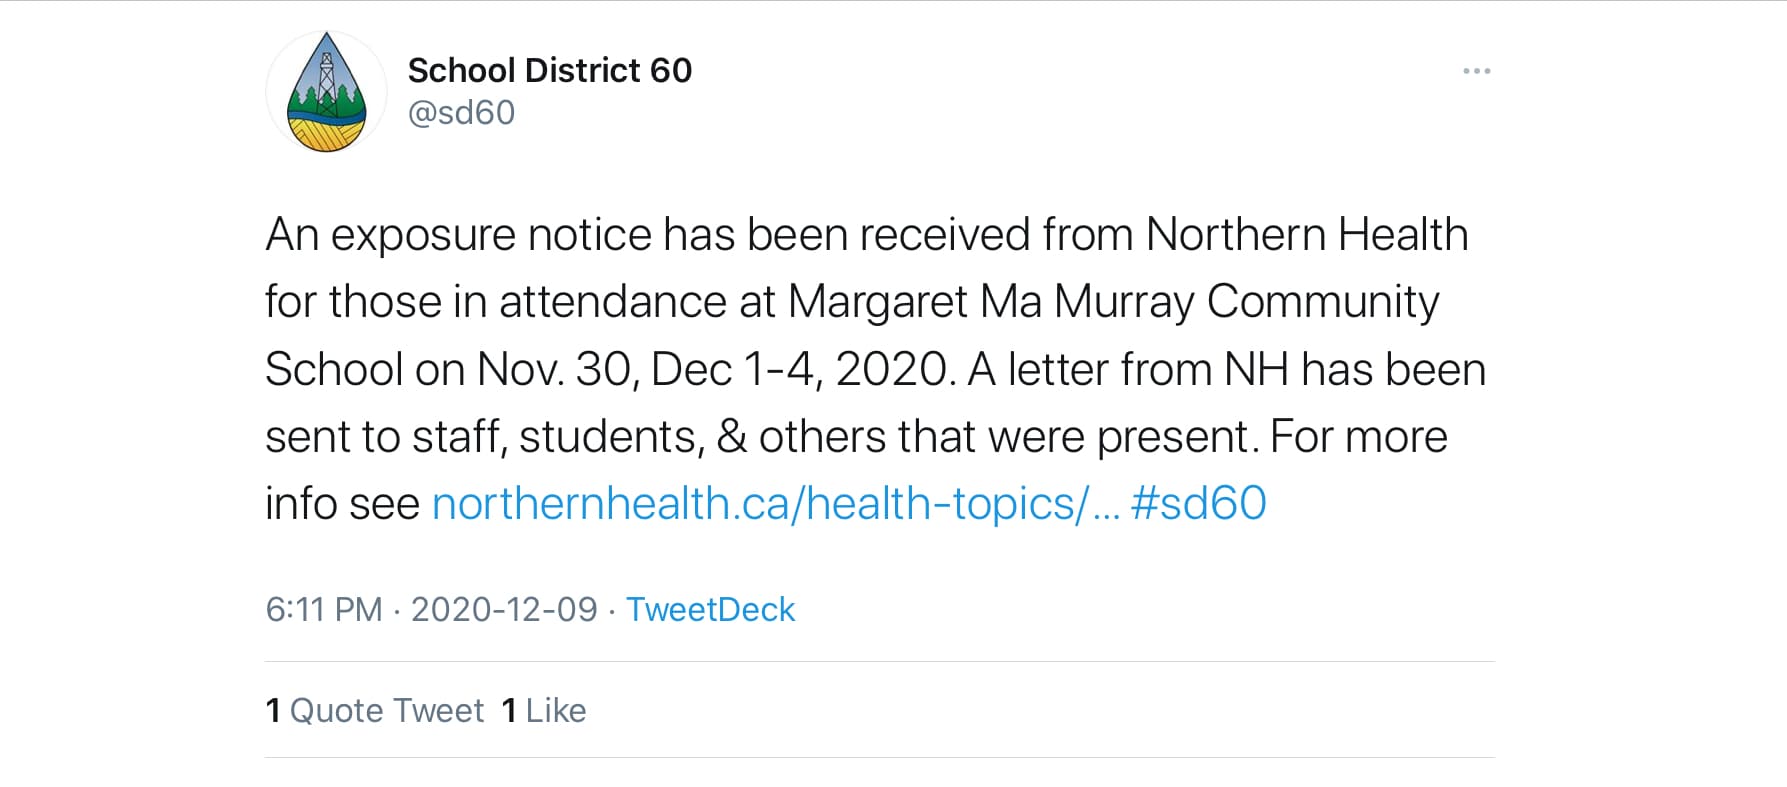 School District 60
@sd60
An exposure notice has been received from Northern Health
for those in attendance at Margaret Ma Murray Community
School on Nov. 30, Dec 1-4, 2020. A letter from NH has been
sent to staff, students, & others that were present. For more
info see northernhealth.ca/health-topics/... #sd60
6:11 PM · 2020-12-09 · TweetDeck
1 Quote Tweet 1 Like